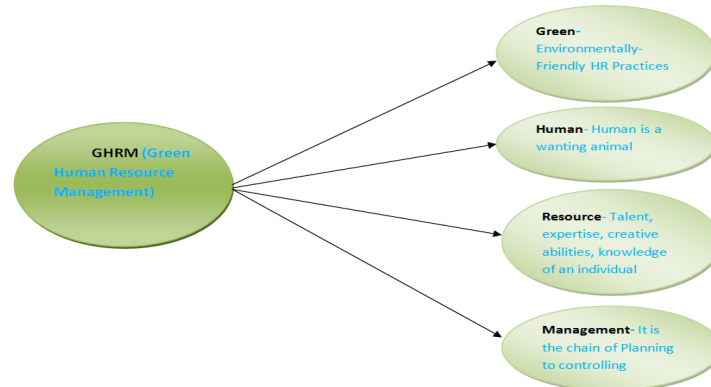 GHRM (Green
Human Resource
Management)
Green-
Environmentally-
Friendly HR Practices
Human- Human is a
wanting animal
Resource- Talent,
expertise, creative
abilities, knowledge
of an individual
Management- It is
the chain of Planning
to controlling